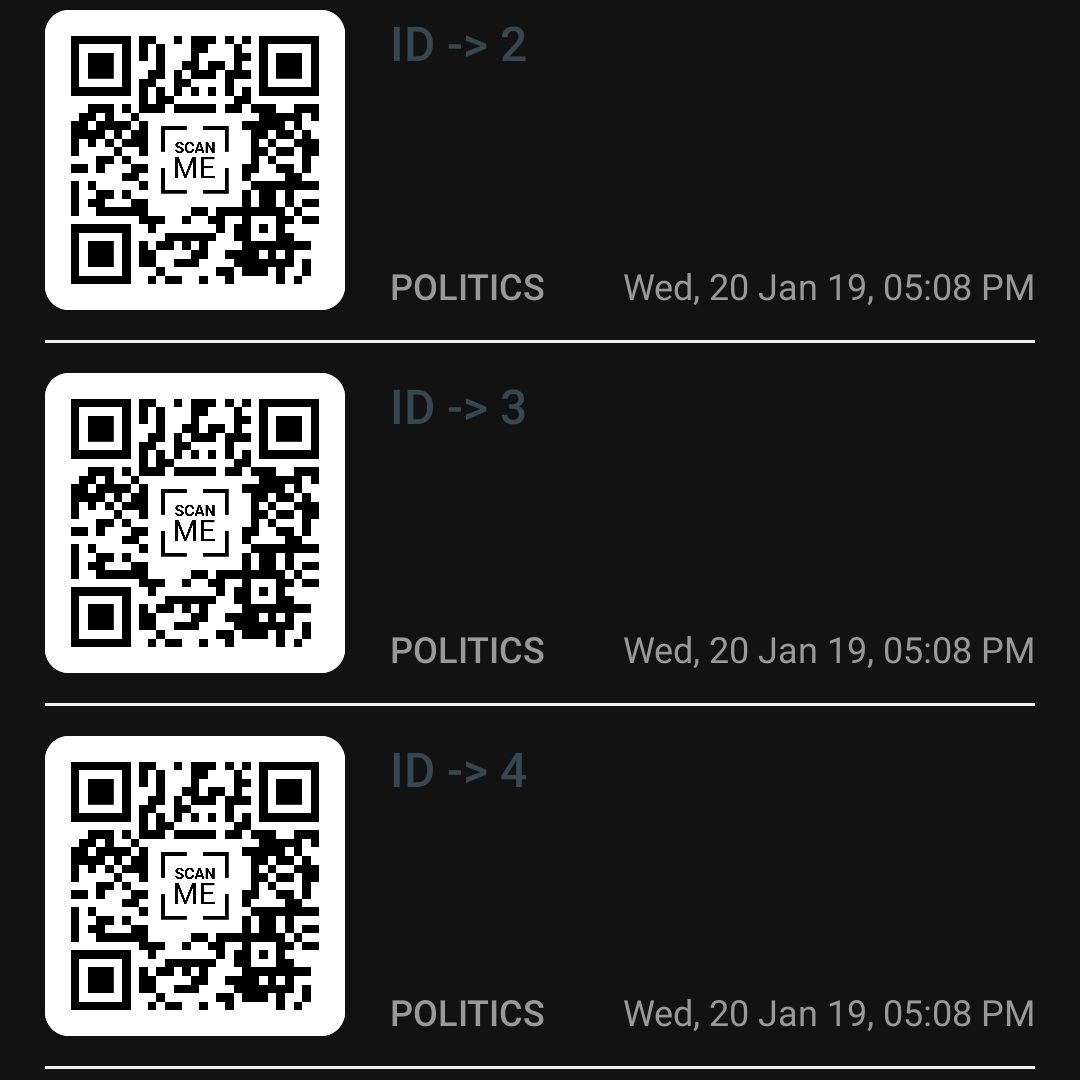 ID -> 2
SCAN
ME
POLITICS Wed, 20 Jan 19, 05:08 PM
ID -> 3
SCAN
ME
POLITICS Wed, 20 Jan 19, 05:08 PM
ID -> 4
SCAN
ME
POLITICS Wed, 20 Jan 19, 05:08 PM